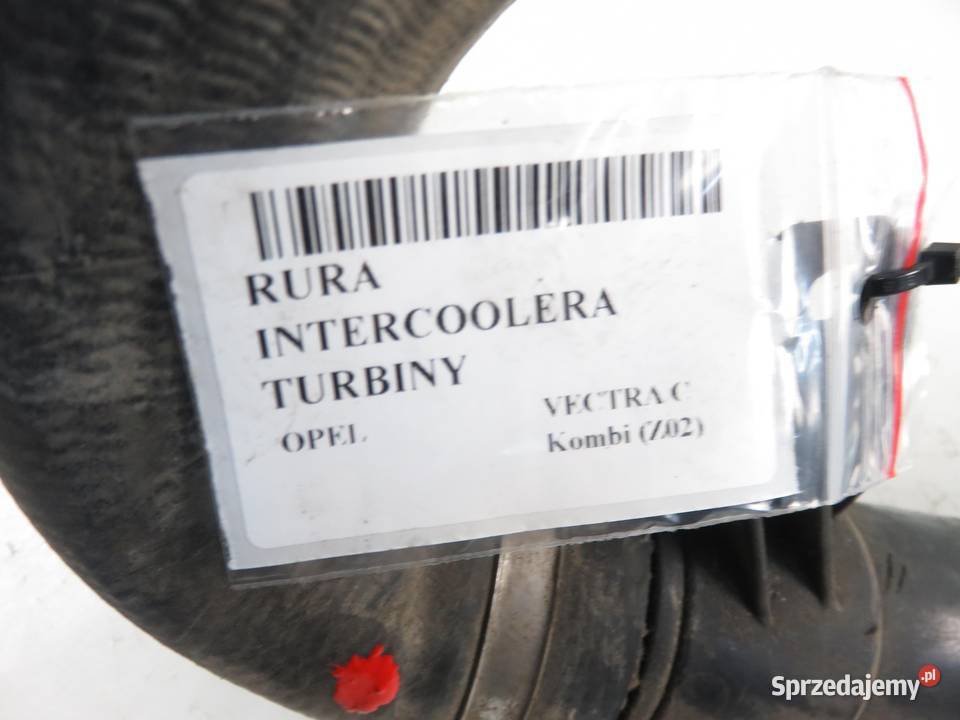 RURA
INTERCOOLERA
TURBINY
OPEL
VECTRA C
Kombi (Z02)
Sprzedajemy.pl